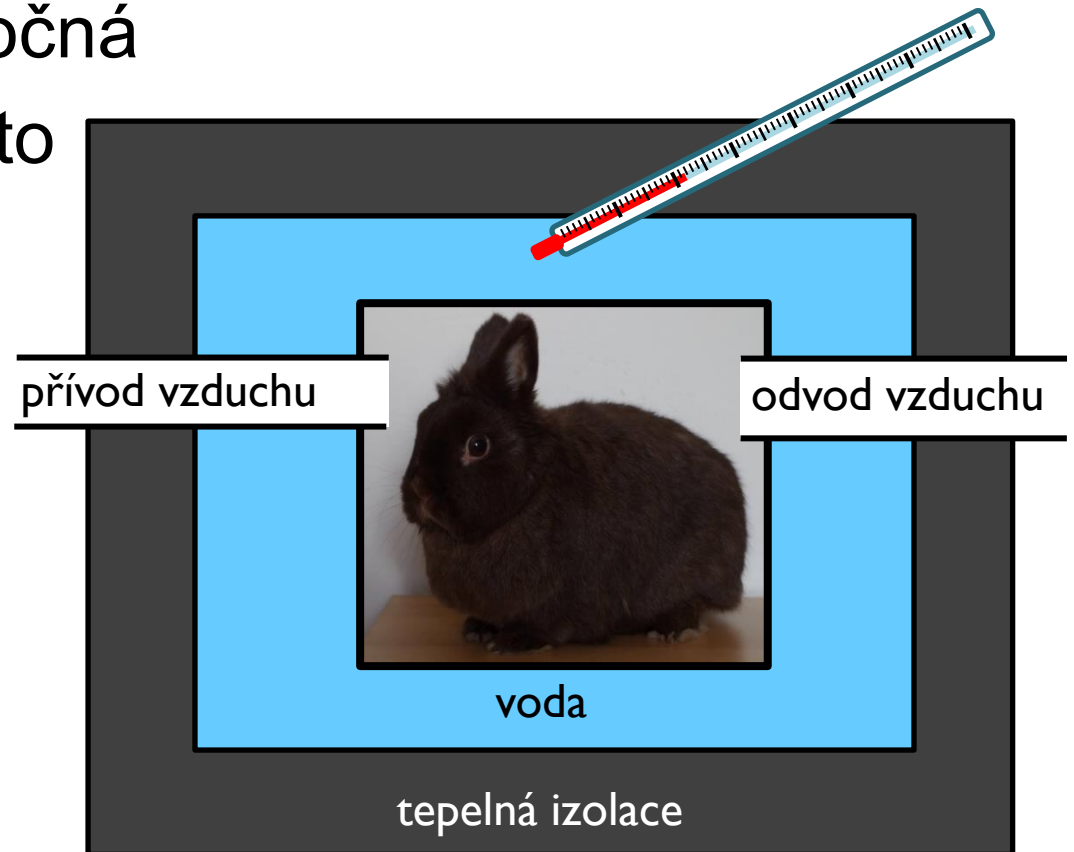 očná
to
přívod vzduchu
odvod vzduchu
voda
tepelná izolace